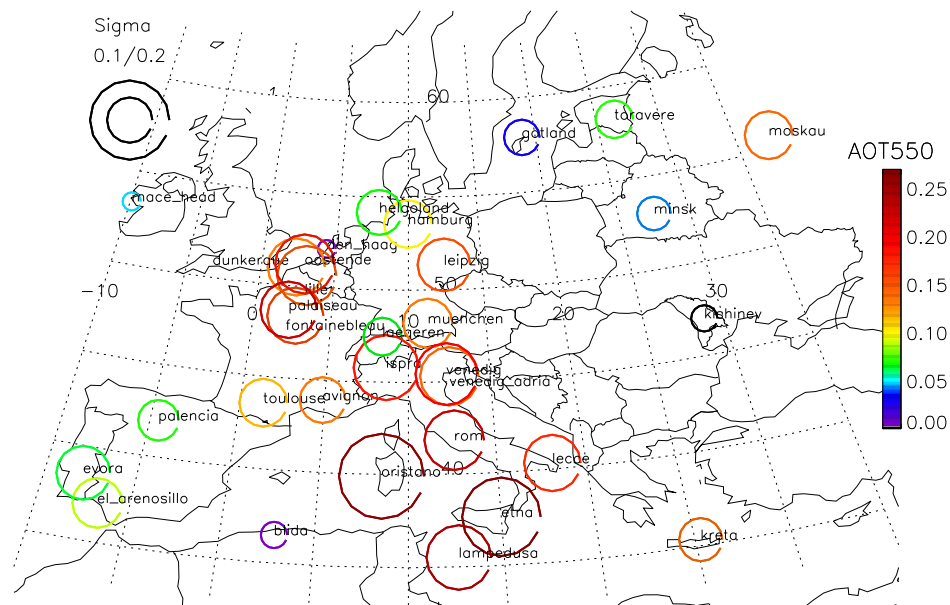 Sigma
0.1/0.2
60
gotland
toravere
moskau
AOT550
mace_head
helgoland
hamburg
minsk
0.25
den_haag
dunkerque
oostende
leipzig
0.20
-10
50
30
lille
palaiseau
0
10
20
kishinev
0.15
fontainebleau
muenchen
laegeren
ispra
venedig
venedig_adria
0.10
toulouse
avignon
palencia
0.05
rom
lecce
evora
oristano
40
0.00
el_arenosillo
etna
blida
kreta
lampedusa